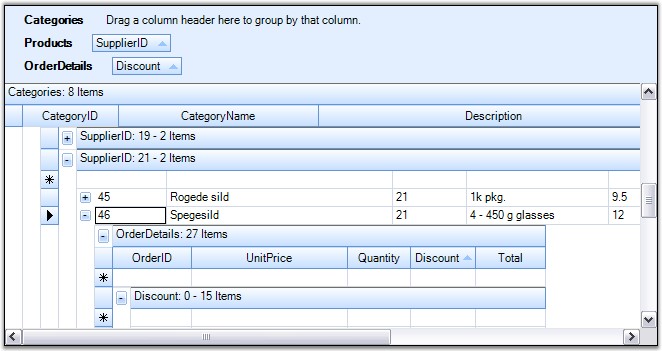 Categories Drag a column header here to group by that column.
Products SupplierID
OrderDetails Discount
Categories: 8 Items
CategoryID CategoryName Description
+ SupplierID: 19 - 2 Items
- SupplierID: 21 - 2 Items
*
+ 45 Rogede sild 21 1k pkg. 9.5
- 46 Spegesild 21 4 - 450 g glasses 12
- OrderDetails: 27 Items
OrderID UnitPrice Quantity Discount Total
*
- Discount: 0 - 15 Items
*